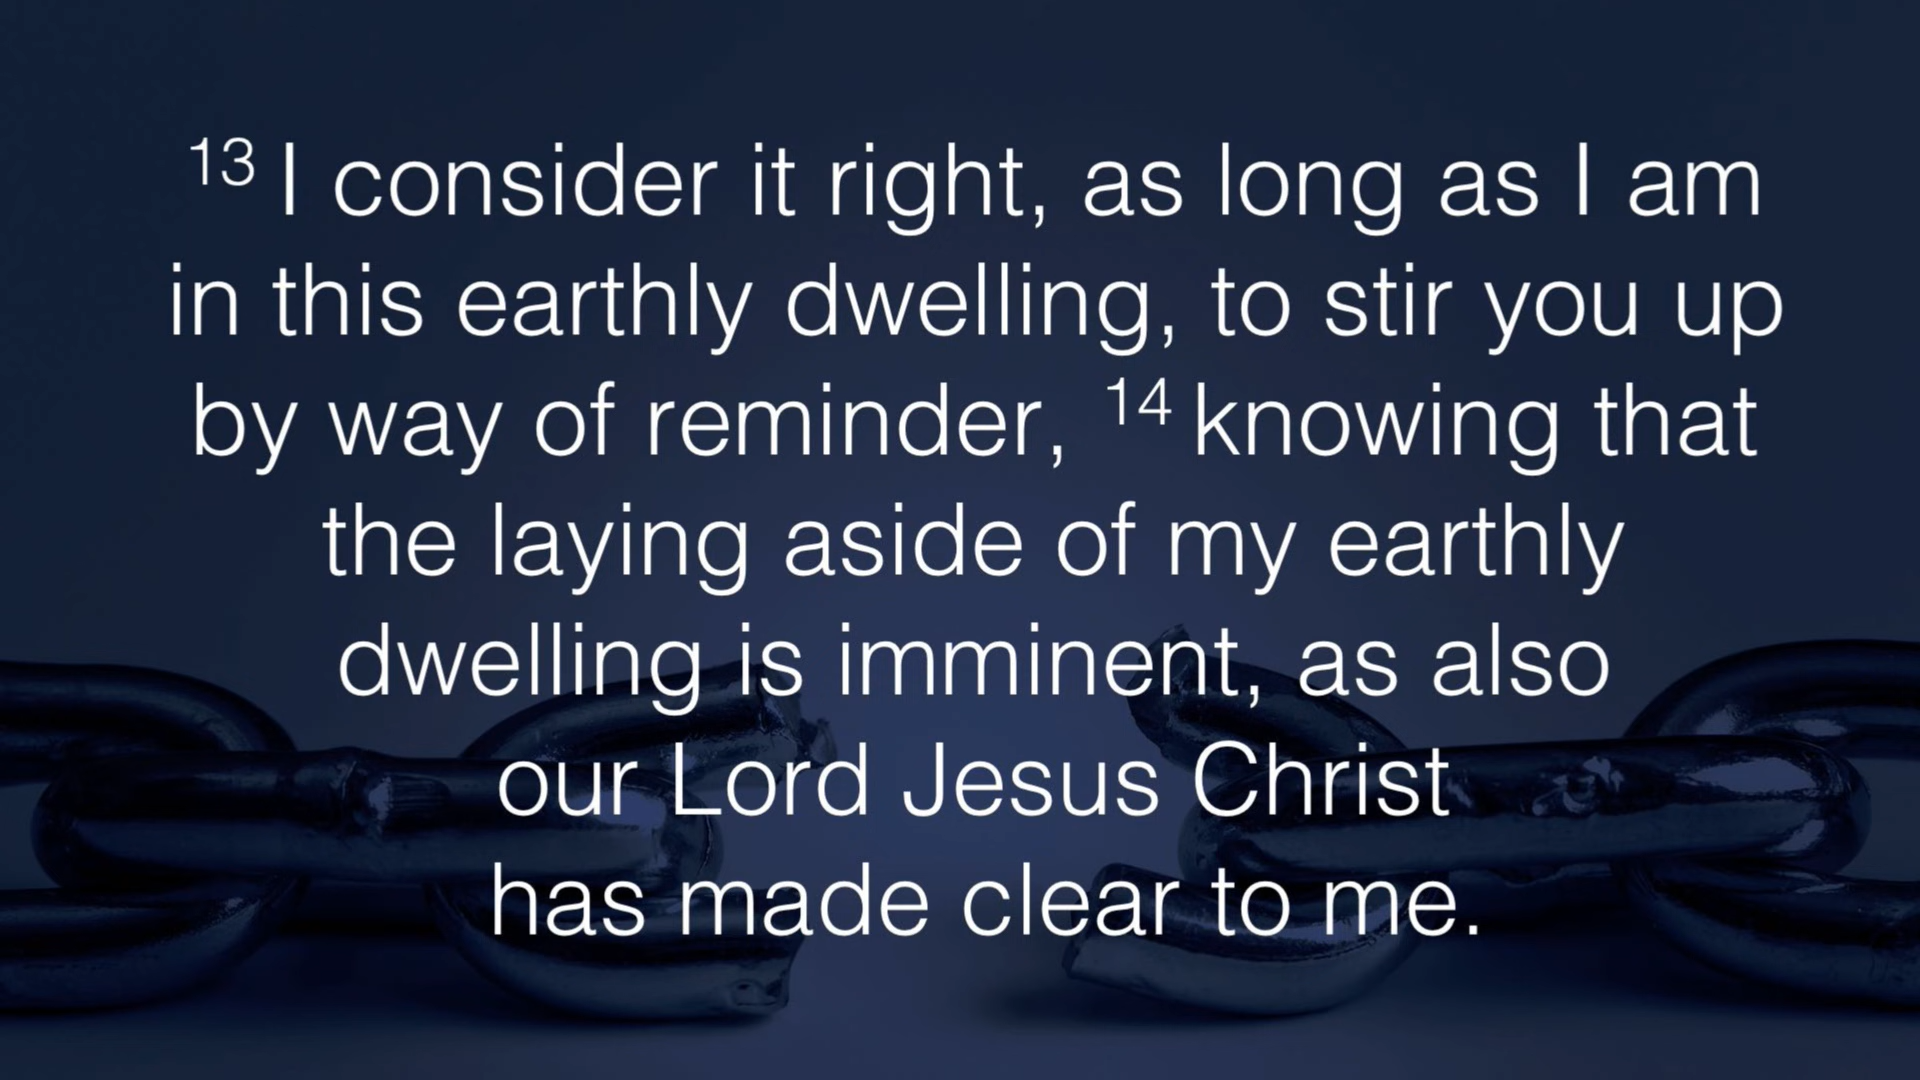 13 I consider it right, as long as I am
in this earthly dwelling, to stir you up
by way of reminder, 14 knowing that
the laying aside of my earthly
dwelling is imminent, as also
our Lord Jesus Christ
has made clear to me.